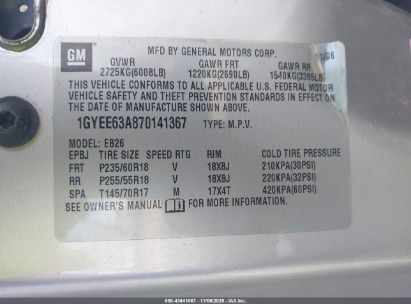 GM
MFD BY GENERAL MOTORS CORP.
11/06
GVWR GAWR FRT GAWR RR
2725KG(6008LB) 1220KG(2690LB) 1540KG(3395LB)
THIS VEHICLE CONFORMS TO ALL APPLICABLE U.S. FEDERAL MOTOR
VEHICLE SAFETY AND THEFT PREVENTION STANDARDS IN EFFECT ON
THE DATE OF MANUFACTURE SHOWN ABOVE.
1GYEE63A870141367 TYPE: M.P.V.
MODEL: EB26
EPBJ TIRE SIZE SPEED RTG RIM COLD TIRE PRESSURE
FRT P235/60R18 V 18X8J 210KPA(30PSI)
RR P255/55R18 V 18X8J 220KPA(32PSI)
SPA T145/70R17 M 17X4T 420KPA(60PSI)
SEE OWNER'S MANUAL FOR MORE INFORMATION.